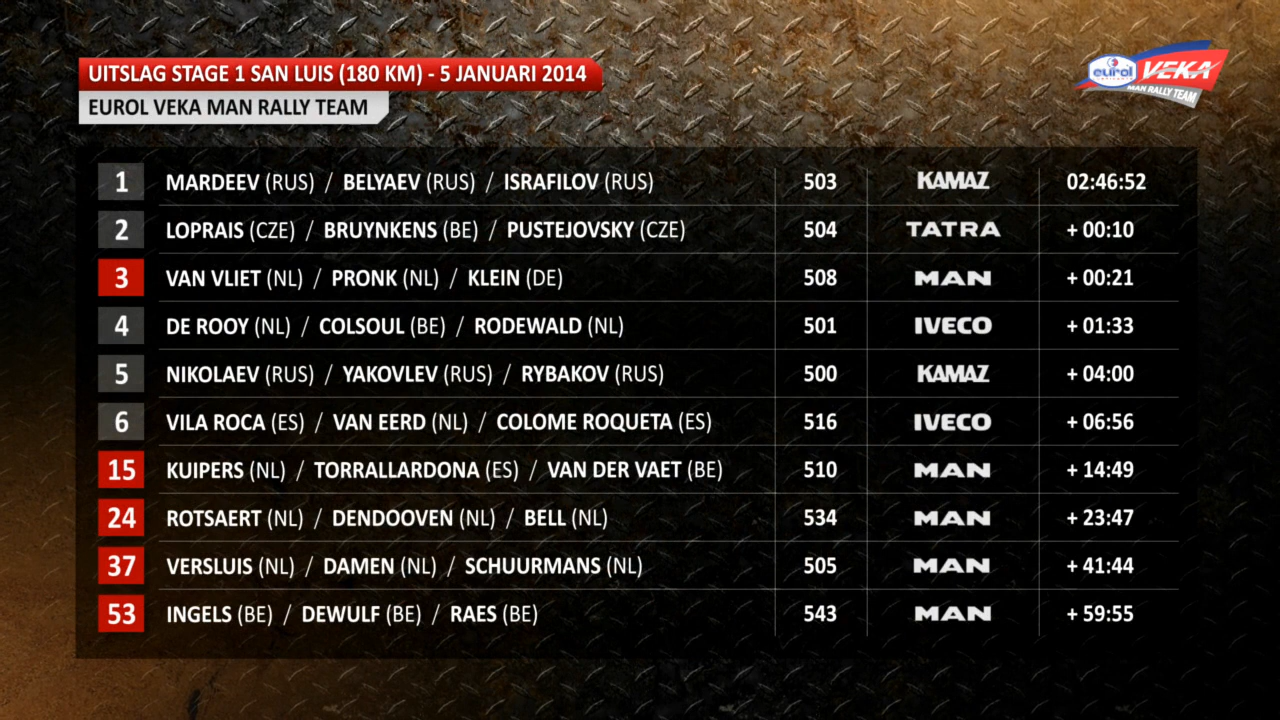 UITSLAG STAGE 1 SAN LUIS (180 KM) - 5 JANUARI 2014
EUROL VEKA MAN RALLY TEAM
eurol VEKA
MAN RALLY TEAM
1 MARDEEV (RUS) / BELYAEV (RUS) / ISRAFILOV (RUS) 503 KAMAZ 02:46:52
2 LOPRAIS (CZE) / BRUYNKENS (BE) / PUSTEJOVSKY (CZE) 504 TATRA + 00:10
3 VAN VLIET (NL) / PRONK (NL) / KLEIN (DE) 508 MAN + 00:21
4 DE ROOY (NL) / COLSOUL (BE) / RODEWALD (NL) 501 IVECO + 01:33
5 NIKOLAEV (RUS) / YAKOVLEV (RUS) / RYBAKOV (RUS) 500 KAMAZ + 04:00
6 VILA ROCA (ES) / VAN EERD (NL) / COLOME ROQUETA (ES) 516 IVECO + 06:56
15 KUIPERS (NL) / TORRALLARDONA (ES) / VAN DER VAET (BE) 510 MAN + 14:49
24 ROTSAERT (NL) / DENDOOVEN (NL) / BELL (NL) 534 MAN + 23:47
37 VERSLUIS (NL) / DAMEN (NL) / SCHUURMANS (NL) 505 MAN + 41:44
53 INGELS (BE) / DEWULF (BE) / RAES (BE) 543 MAN + 59:55